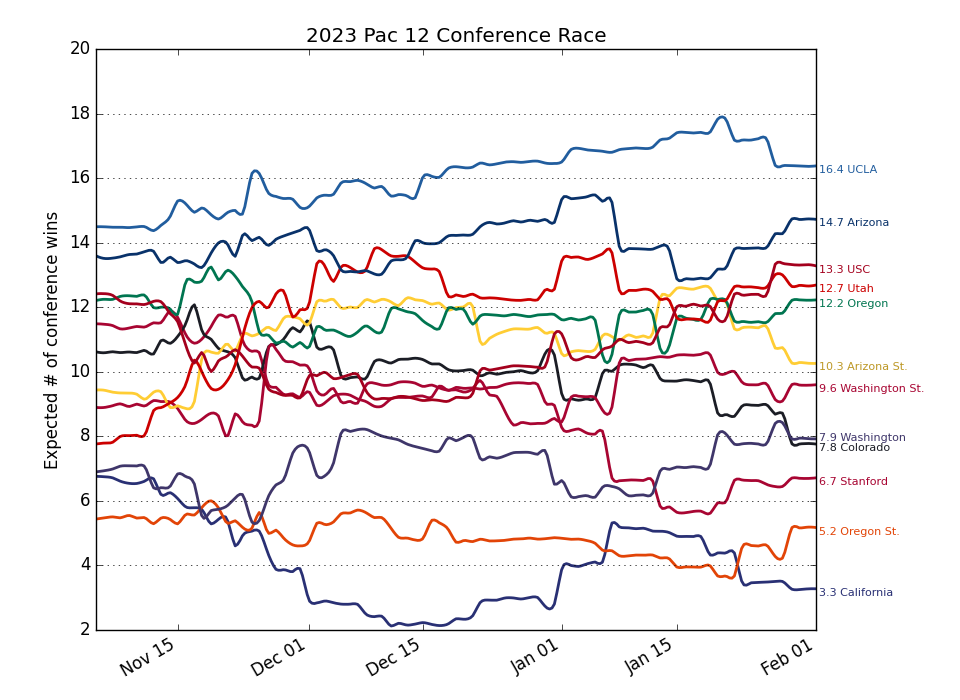 2023 Pac 12 Conference Race
Expected # of conference wins
20
18
16
14
12
10
8
6
4
2
16.4 UCLA
14.7 Arizona
13.3 USC
12.7 Utah
12.2 Oregon
10.3 Arizona St.
9.6 Washington St.
7.9 Washington
7.8 Colorado
6.7 Stanford
5.2 Oregon St.
3.3 California
Nov 15
Dec 01
Dec 15
Jan 01
Jan 15
Feb 01